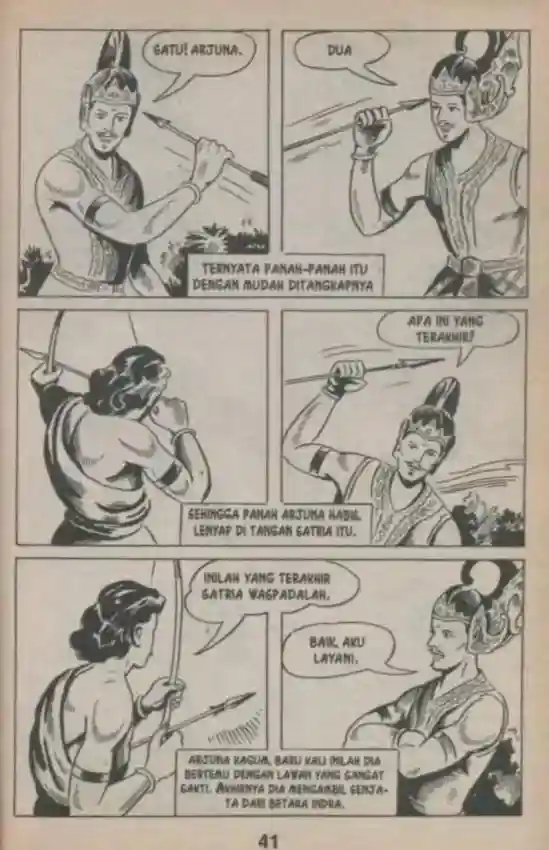 SATU! ARJUNA.
DUA
TERNYATA PANAH-PANAH ITU
DENGAN MUDAH DITANGKAPNYA
APA INI YANG
TERAKHIR?
SEHINGGA PANAH ARJUNA HABIS,
LENYAP DI TANGAN SATRIA ITU.
INILAH YANG TERAKHIR
SATRIA WASPADALAH.
BAIK, AKU
LAYANI.
ARJUNA KAGUM, BARU KALI INILAH DIA
BERTEMU DENGAN LAWAN YANG SANGAT
SAKTI. AKHIRNYA DIA MENGAMBIL SENJA-
TA DARI BETARA INDRA.
41